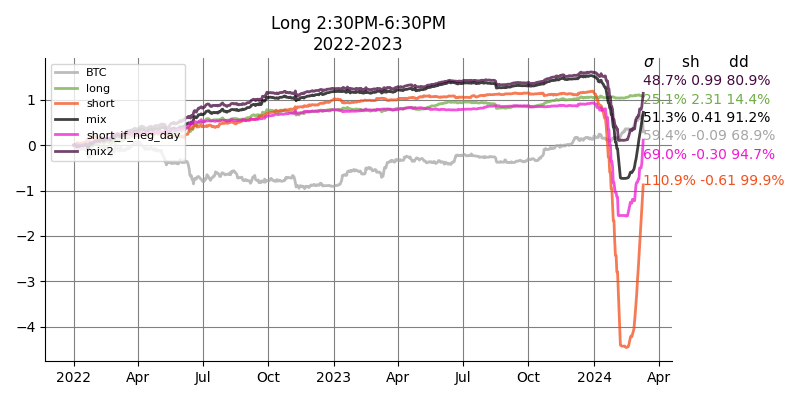 Long 2:30PM-6:30PM
2022-2023
σ sh dd
48.7% 0.99 80.9%
25.1% 2.31 14.4%
51.3% 0.41 91.2%
59.4% -0.09 68.9%
69.0% -0.30 94.7%
110.9% -0.61 99.9%
BTC
long
short
mix
short_if_neg_day
mix2
1
0
−1
−2
−3
−4
2022 Apr Jul Oct 2023 Apr Jul Oct 2024 Apr